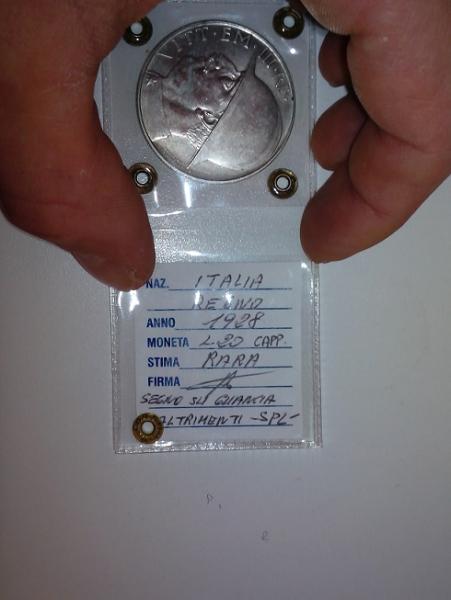 VITT·EM·III·RE
NAZ. ITALIA
REGNO
ANNO 1928
MONETA L.20 CAPP.
STIMA RARA
FIRMA
SEGNO SU GUANCIA
ALTRIMENTI -SPL-